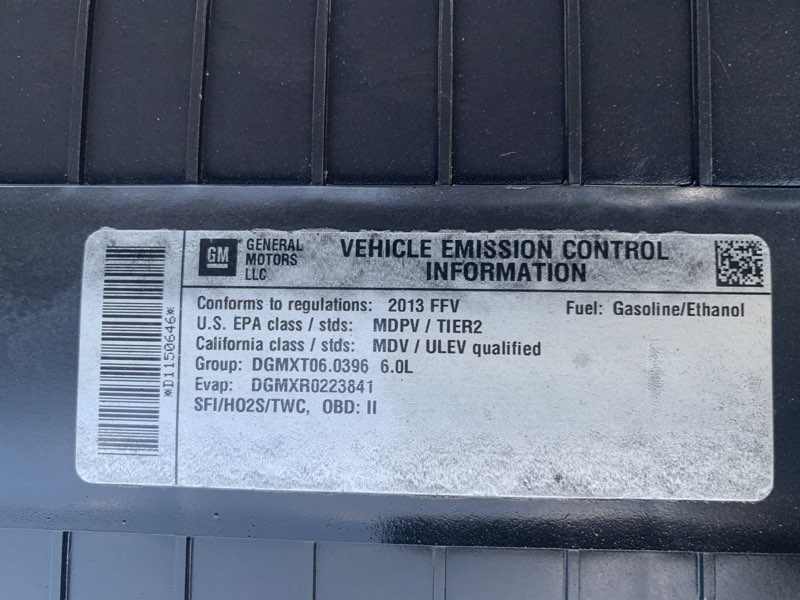 *D1150646*
GM
GENERAL
MOTORS
LLC
VEHICLE EMISSION CONTROL
INFORMATION
Conforms to regulations: 2013 FFV
Fuel: Gasoline/Ethanol
U.S. EPA class / stds: MDPV / TIER2
California class / stds: MDV / ULEV qualified
Group: DGMXT06.0396 6.0L
Evap: DGMXR0223841
SFI/HO2S/TWC, OBD: II